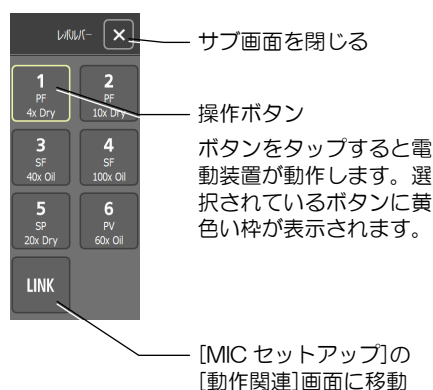 レボルバー
×
サブ画面を閉じる
1
PF
4x Dry
2
PF
10x Dry
操作ボタン
ボタンをタップすると電
動装置が動作します。選
択されているボタンに黄
色い枠が表示されます。
3
SF
40x Oil
4
SF
100x Oil
5
SP
20x Dry
6
PV
60x Oil
LINK
[MIC セットアップ]の
[動作関連]画面に移動